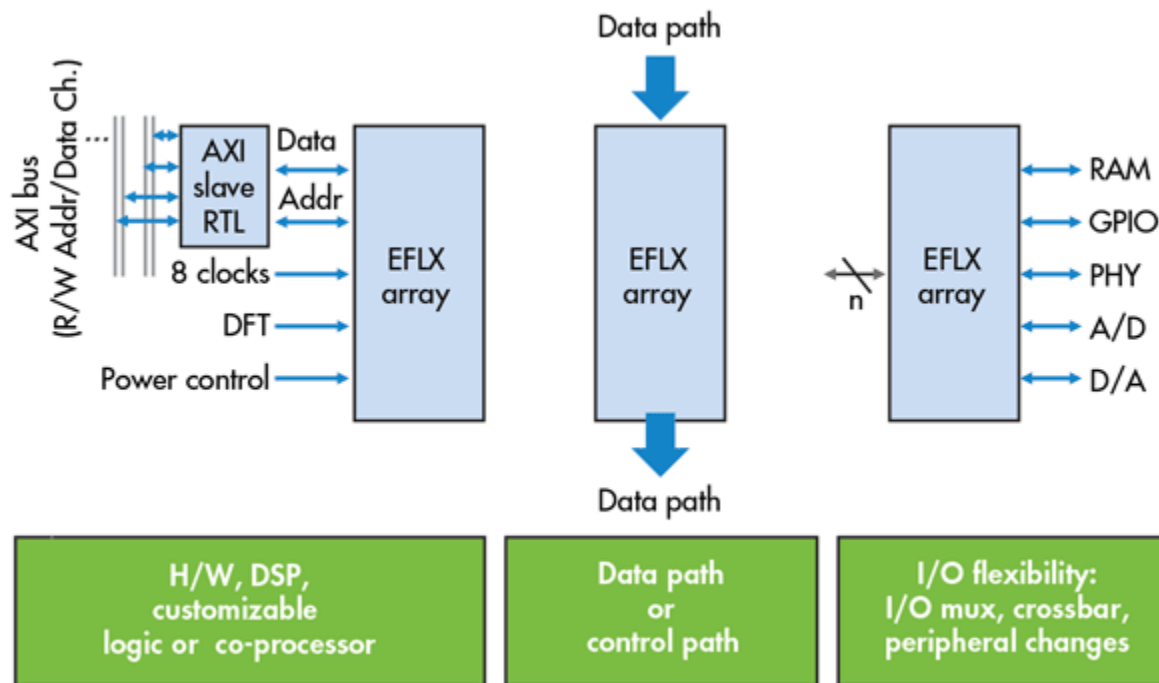 AXI bus
(R/W Addr/Data Ch.)
...
AXI
slave
RTL
Data
Addr
8 clocks
DFT
Power control
EFLX
array
Data path
EFLX
array
Data path
n
EFLX
array
RAM
GPIO
PHY
A/D
D/A
H/W, DSP,
customizable
logic or co-processor
Data path
or
control path
I/O flexibility:
I/O mux, crossbar,
peripheral changes